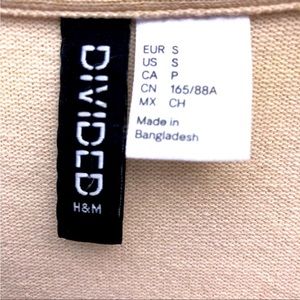 DIVIDED
H&M
EUR S
US S
CA P
CN 165/88A
MX CH
Made in
Bangladesh